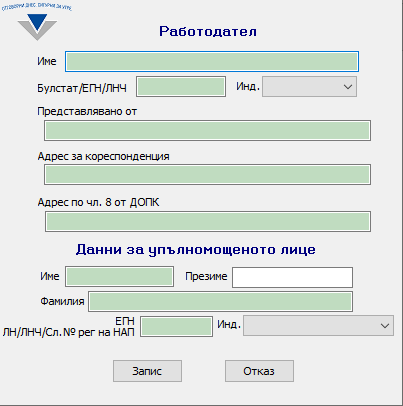 ОТГОВОРНИ ДНЕС, СИГУРНИ ЗА УТРЕ
Работодател
Име
Булстат/ЕГН/ЛНЧ Инд.
Представлявано от
Адрес за кореспонденция
Адрес по чл. 8 от ДОПК
Данни за упълномощеното лице
Име Презиме
Фамилия
ЕГН
ЛН/ЛНЧ/Сл.№ рег на НАП Инд.
Запис Отказ